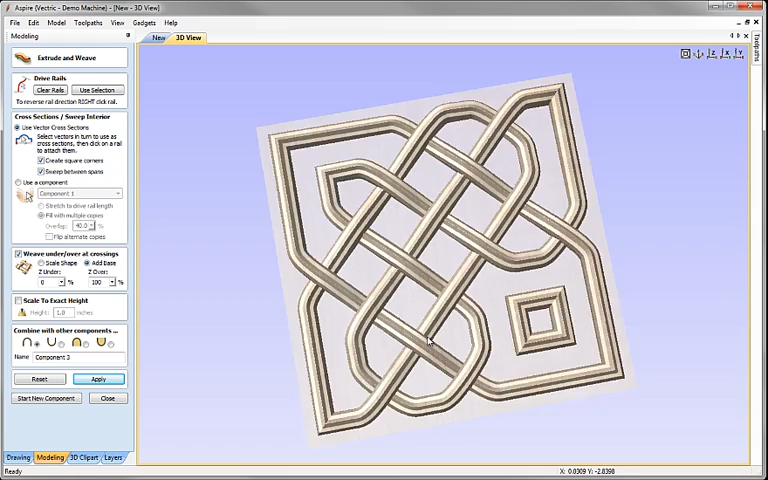 Aspire (Vectric - Demo Machine) - [New - 3D View]
File Edit Model Toolpaths View Gadgets Help
Modeling
New 3D View
Toolpaths
Extrude and Weave
Drive Rails
Clear Rails Use Selection
To reverse rail direction RIGHT click rail.
Cross Sections / Sweep Interior
Use Vector Cross Sections
Select vectors in turn to use as
cross sections, then click on a rail
to attach them.
Create square corners
Sweep between spans
Use a component
Component 1
Stretch to drive rail length
Fill with multiple copies
Overlap: 40.0 %
Flip alternate copies
Weave under/over at crossings
Scale Shape Add Base
Z Under: Z Over:
0 % 100 %
Scale To Exact Height
Height: 1.0 inches
Combine with other components ...
Name Component 3
Reset Apply
Start New Component Close
Drawing Modeling 3D Clipart Layers
Ready
X: 0.0309 Y: -2.8398